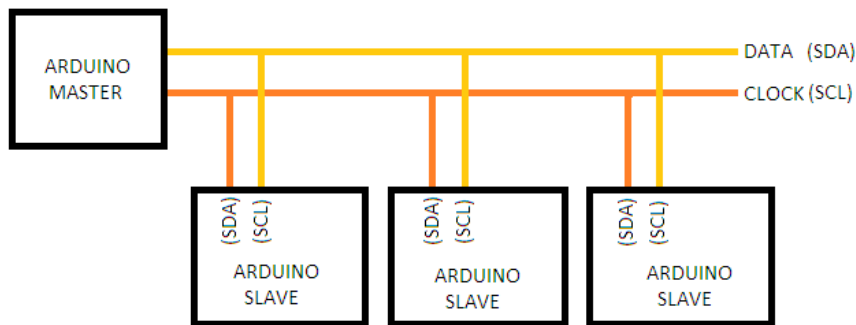 ARDUINO
MASTER
DATA (SDA)
CLOCK (SCL)
(SDA)
(SCL)
ARDUINO
SLAVE
(SDA)
(SCL)
ARDUINO
SLAVE
(SDA)
(SCL)
ARDUINO
SLAVE